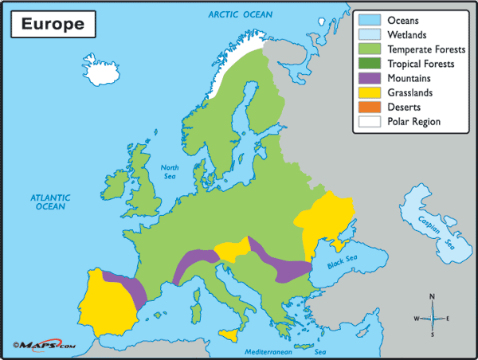 Europe
ARCTIC OCEAN
Oceans
Wetlands
Temperate Forests
Tropical Forests
Mountains
Grasslands
Deserts
Polar Region
North
Sea
ATLANTIC
OCEAN
Caspian
Sea
Black Sea
N
W
E
S
Mediterranean Sea
©MAPS.COM